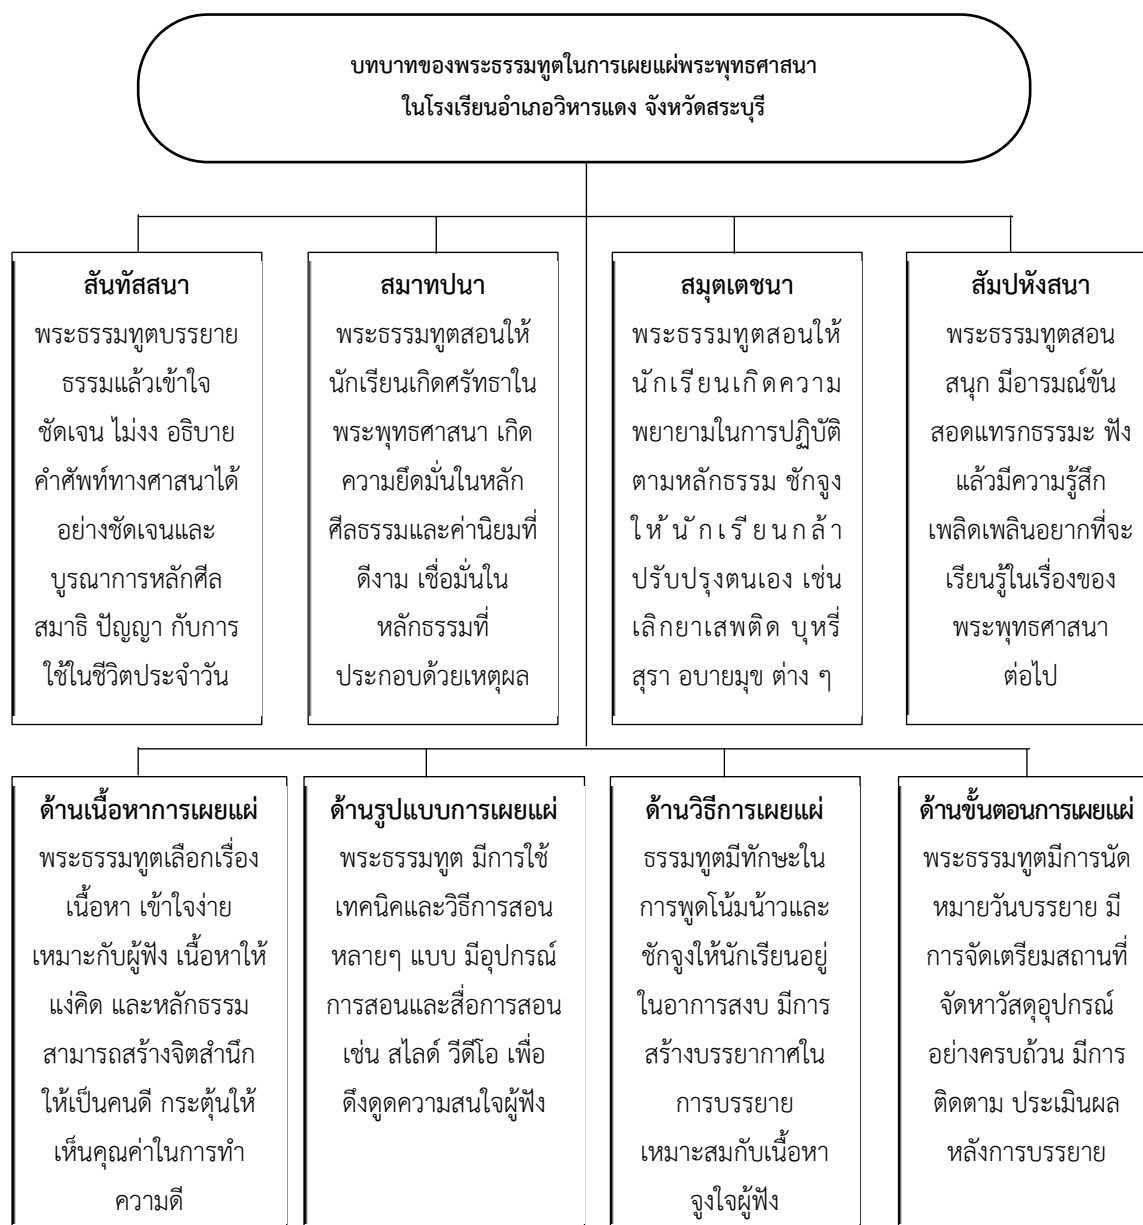 บทบาทของพระธรรมทูตในการเผยแผ่พระพุทธศาสนา
ในโรงเรียนอำเภอวิหารแดง จังหวัดสระบุรี
สันทัสสนา
พระธรรมทูตบรรยาย
ธรรมแล้วเข้าใจ
ชัดเจน ไม่งง อธิบาย
คำศัพท์ทางศาสนาได้
อย่างชัดเจนและ
บูรณาการหลักศีล
สมาธิ ปัญญา กับการ
ใช้ในชีวิตประจำวัน
สมาทปนา
พระธรรมทูตสอนให้
นักเรียนเกิดศรัทธาใน
พระพุทธศาสนา เกิด
ความยึดมั่นในหลัก
ศีลธรรมและค่านิยมที่
ดีงาม เชื่อมั่นใน
หลักธรรมที่
ประกอบด้วยเหตุผล
สมุตเตชนา
พระธรรมทูตสอนให้
นักเรียนเกิดความ
พยายามในการปฏิบัติ
ตามหลักธรรม ชักจูง
ให้นักเรียนกล้า
ปรับปรุงตนเอง เช่น
เลิกยาเสพติด บุหรี่
สุรา อบายมุข ต่าง ๆ
สัมปหังสนา
พระธรรมทูตสอน
สนุก มีอารมณ์ขัน
สอดแทรกธรรมะ ฟัง
แล้วมีความรู้สึก
เพลิดเพลินอยากที่จะ
เรียนรู้ในเรื่องของ
พระพุทธศาสนา
ต่อไป
ด้านเนื้อหาการเผยแผ่
พระธรรมทูตเลือกเรื่อง
เนื้อหา เข้าใจง่าย
เหมาะกับผู้ฟัง เนื้อหาให้
แง่คิด และหลักธรรม
สามารถสร้างจิตสำนึก
ให้เป็นคนดี กระตุ้นให้
เห็นคุณค่าในการทำ
ความดี
ด้านรูปแบบการเผยแผ่
พระธรรมทูต มีการใช้
เทคนิคและวิธีการสอน
หลายๆ แบบ มีอุปกรณ์
การสอนและสื่อการสอน
เช่น สไลด์ วีดีโอ เพื่อ
ดึงดูดความสนใจผู้ฟัง
ด้านวิธีการเผยแผ่
ธรรมทูตมีทักษะใน
การพูดโน้มน้าวและ
ชักจูงให้นักเรียนอยู่
ในอาการสงบ มีการ
สร้างบรรยากาศใน
การบรรยาย
เหมาะสมกับเนื้อหา
จูงใจผู้ฟัง
ด้านขั้นตอนการเผยแผ่
พระธรรมทูตมีการนัด
หมายวันบรรยาย มี
การจัดเตรียมสถานที่
จัดหาวัสดุอุปกรณ์
อย่างครบถ้วน มีการ
ติดตาม ประเมินผล
หลังการบรรยาย